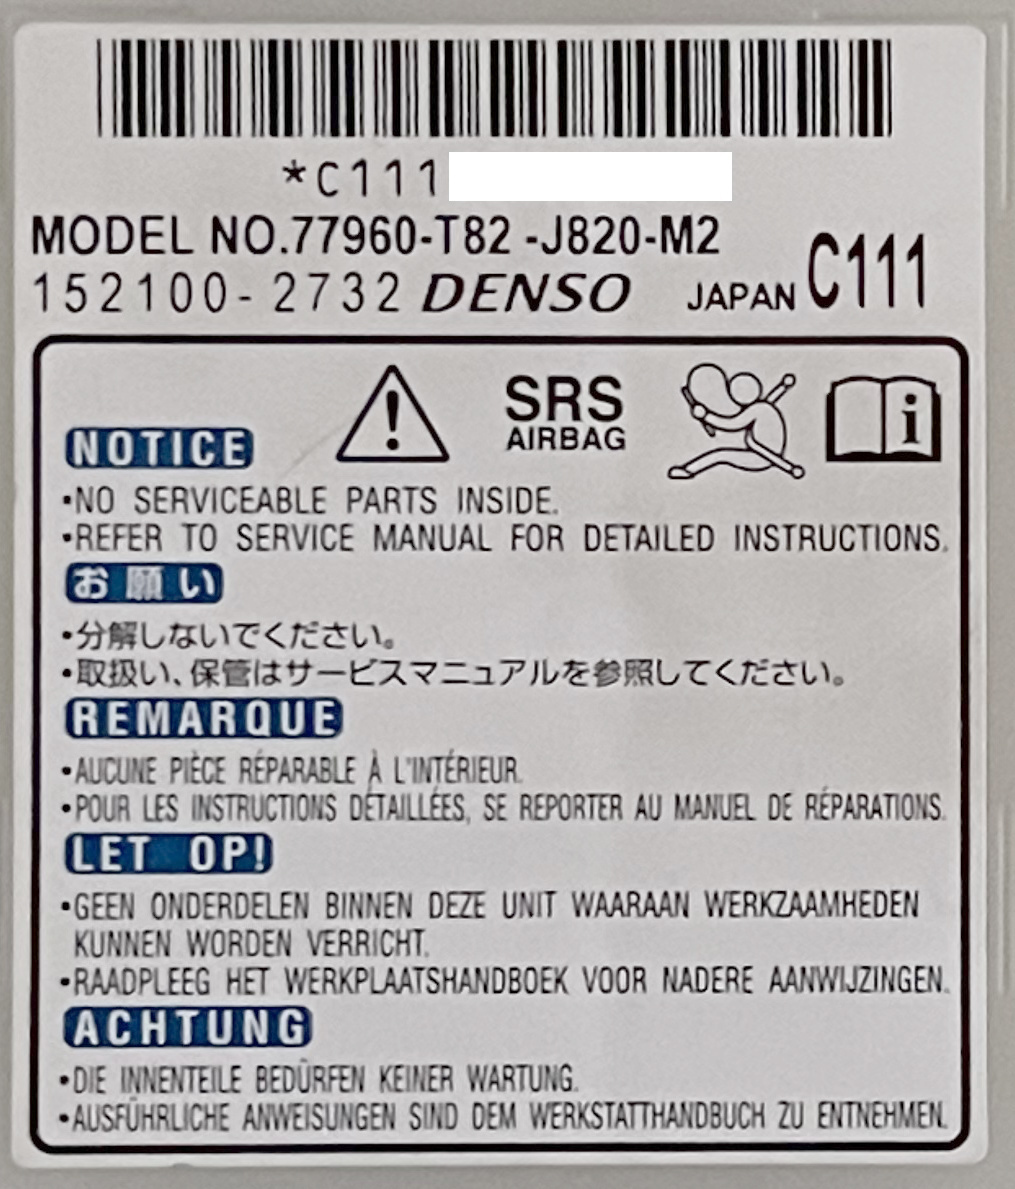 *C111
MODEL NO.77960-T82 -J820-M2
152100-2732 DENSO JAPAN C111
SRS
AIRBAG
i
NOTICE
•NO SERVICEABLE PARTS INSIDE.
•REFER TO SERVICE MANUAL FOR DETAILED INSTRUCTIONS.
お願い
•分解しないでください。
•取扱い、保管はサービスマニュアルを参照してください。
REMARQUE
•AUCUNE PIÈCE RÉPARABLE À L'INTÉRIEUR.
•POUR LES INSTRUCTIONS DÉTAILLÉES, SE REPORTER AU MANUEL DE RÉPARATIONS.
LET OP!
•GEEN ONDERDELEN BINNEN DEZE UNIT WAARAAN WERKZAAMHEDEN
KUNNEN WORDEN VERRICHT.
•RAADPLEEG HET WERKPLAATSHANDBOEK VOOR NADERE AANWIJZINGEN.
ACHTUNG
•DIE INNENTEILE BEDÜRFEN KEINER WARTUNG.
•AUSFÜHRLICHE ANWEISUNGEN SIND DEM WERKSTATTHANDBUCH ZU ENTNEHMEN.